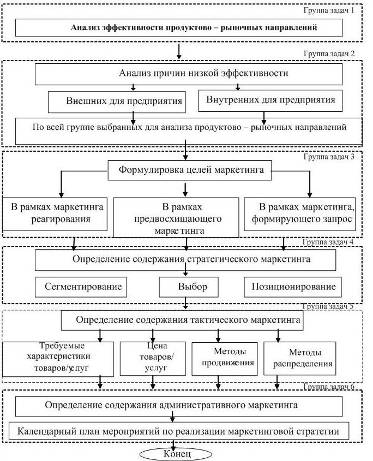 Группа задач 1
Анализ эффективности продуктово – рыночных направлений
Группа задач 2
Анализ причин низкой эффективности
Внешних для предприятия
Внутренних для предприятия
По всей группе выбранных для анализа продуктово – рыночных направлений
Группа задач 3
Формулировка целей маркетинга
В рамках маркетинга
реагирования
В рамках
предвосхищающего
маркетинга
В рамках маркетинга,
формирующего запрос
Группа задач 4
Определение содержания стратегического маркетинга
Сегментирование
Выбор
Позиционирование
Группа задач 5
Определение содержания тактического маркетинга
Требуемые
характеристики
товаров/услуг
Цена
товаров/
услуг
Методы
продвижения
Методы
распределения
Группа задач 6
Определение содержания административного маркетинга
Календарный план мероприятий по реализации маркетинговой стратегии
Конец